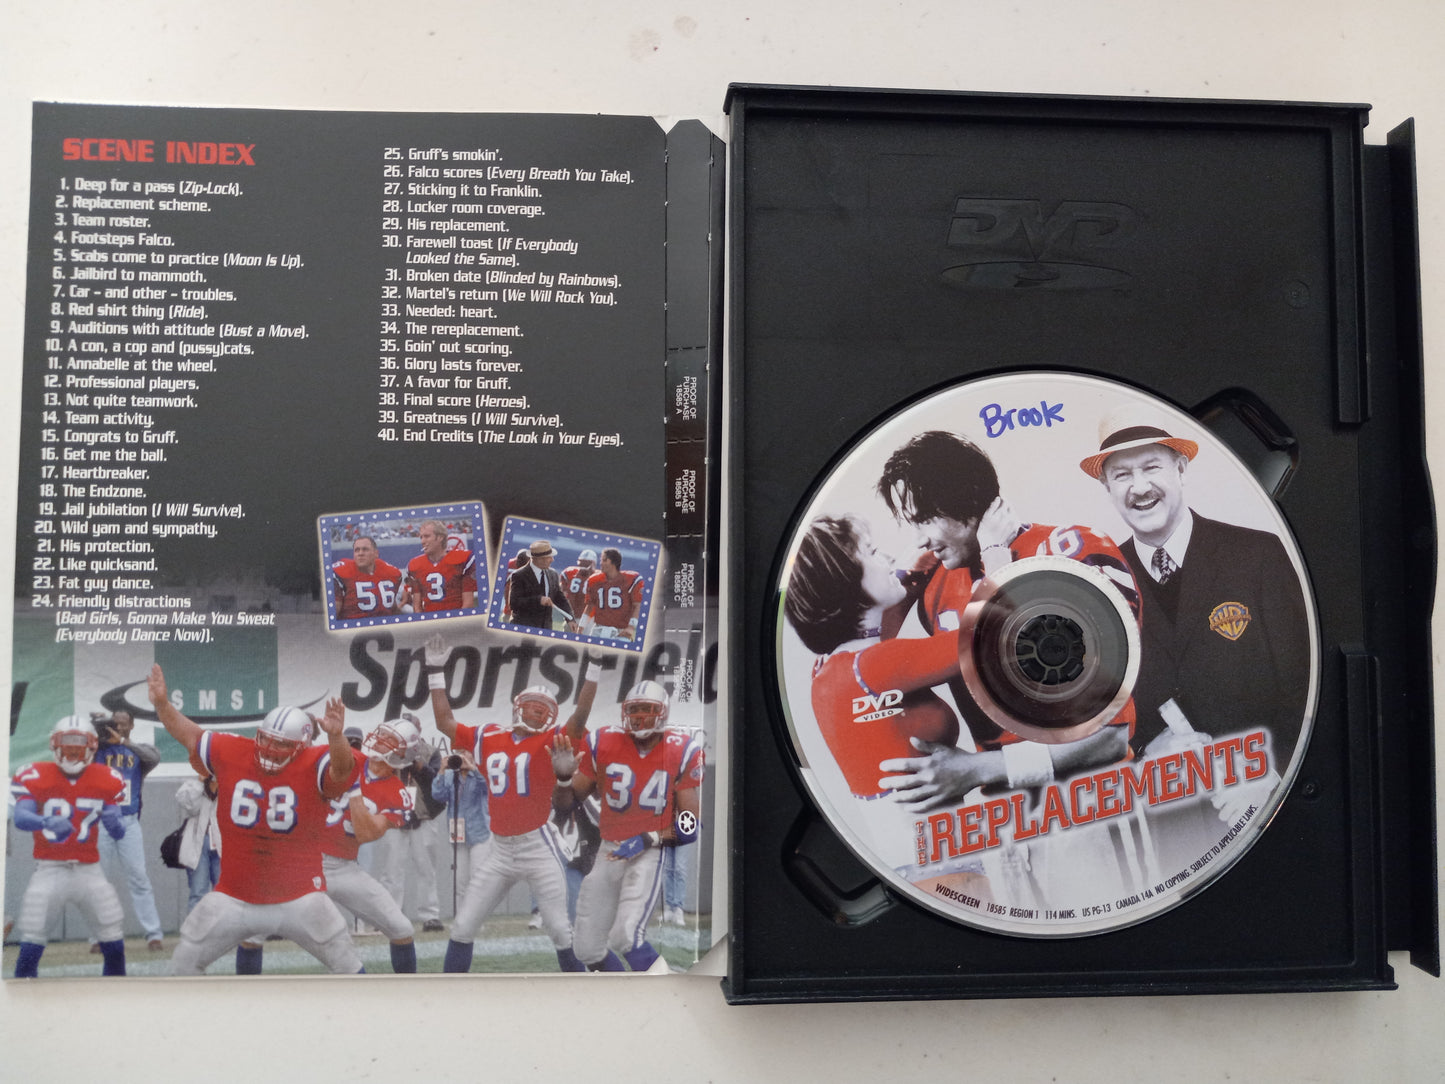 SCENE INDEX
1. Deep for a pass (Zip-Lock).
2. Replacement scheme.
3. Team roster.
4. Footsteps Falco.
5. Scabs come to practice (Moon Is Up).
6. Jailbird to mammoth.
7. Car – and other – troubles.
8. Red shirt thing (Ride).
9. Auditions with attitude (Bust a Move).
10. A con, a cop and (pussy)cats.
11. Annabelle at the wheel.
12. Professional players.
13. Not quite teamwork.
14. Team activity.
15. Congrats to Gruff.
16. Get me the ball.
17. Heartbreaker.
18. The Endzone.
19. Jail jubilation (I Will Survive).
20. Wild yam and sympathy.
21. His protection.
22. Like quicksand.
23. Fat guy dance.
24. Friendly distractions
(Bad Girls, Gonna Make You Sweat
(Everybody Dance Now)).
25. Gruff's smokin'.
26. Falco scores (Every Breath You Take).
27. Sticking it to Franklin.
28. Locker room coverage.
29. His replacement.
30. Farewell toast (If Everybody
Looked the Same).
31. Broken date (Blinded by Rainbows).
32. Martel's return (We Will Rock You).
33. Needed: heart.
34. The rereplacement.
35. Goin' out scoring.
36. Glory lasts forever.
37. A favor for Gruff.
38. Final score (Heroes).
39. Greatness (I Will Survive).
40. End Credits (The Look in Your Eyes).
56
3
16
Sportsfield
SMSI
87
68
81
34
PROOF OF
PURCHASE
18585 A
PROOF OF
PURCHASE
18585 B
PROOF OF
PURCHASE
18585 C
PROOF OF
PURCHASE
DVD
Brook
16
WB
DVD
VIDEO
THE REPLACEMENTS
WIDESCREEN 18585 REGION 1 114 MINS. US PG-13 CANADA 14A NO COPYING. SUBJECT TO APPLICABLE LAWS.